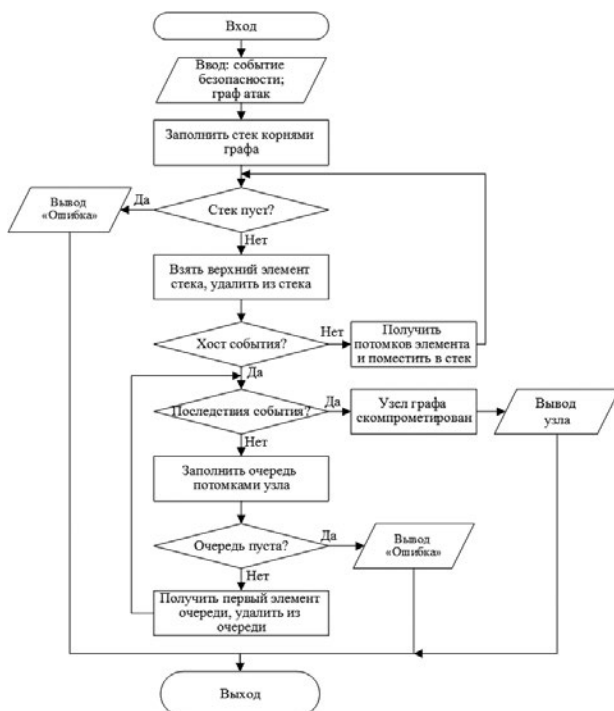 Вход
Ввод: событие
безопасности;
граф атак
Заполнить стек корнями
графа
Вывод
«Ошибка»
Да
Стек пуст?
Нет
Взять верхний элемент
стека, удалить из стека
Хост события?
Нет
Получить
потомков элемента
и поместить в стек
Да
Последствия события?
Да
Узел графа
скомпрометирован
Вывод
узла
Нет
Заполнить очередь
потомками узла
Очередь пуста?
Да
Вывод
«Ошибка»
Нет
Получить первый элемент
очереди, удалить из
очереди
Выход